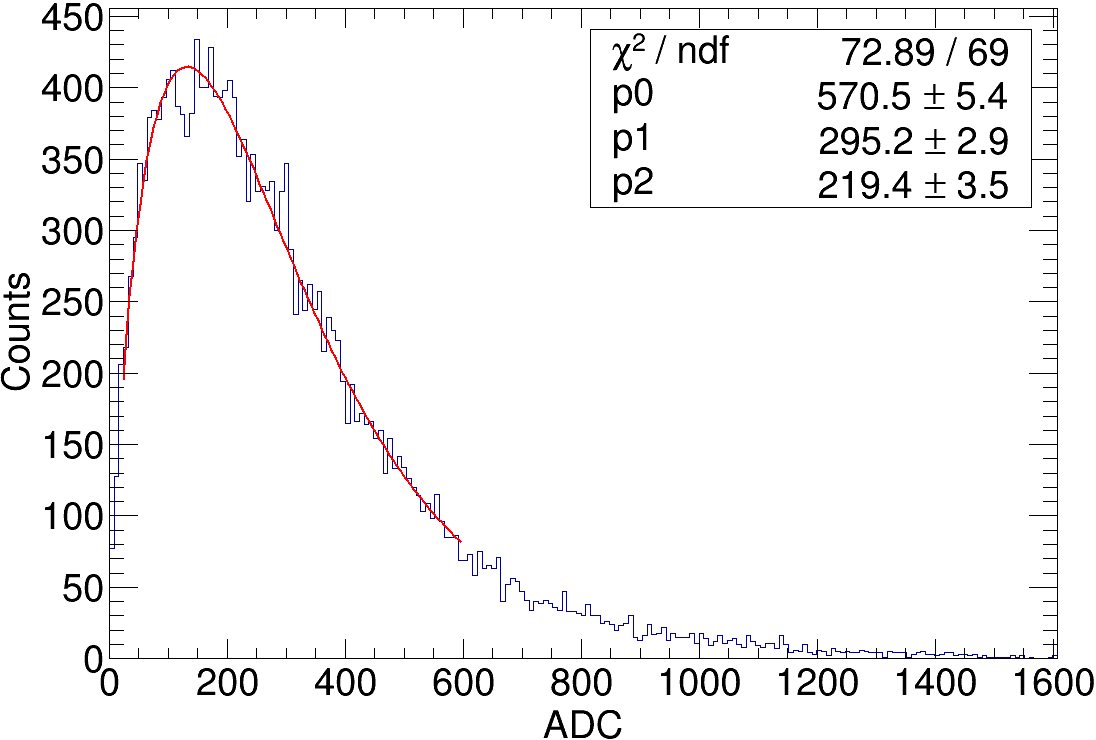 450
400
350
300
250
200
150
100
50
0
Counts
χ² / ndf 72.89 / 69
p0 570.5 ± 5.4
p1 295.2 ± 2.9
p2 219.4 ± 3.5
0 200 400 600 800 1000 1200 1400 1600
ADC